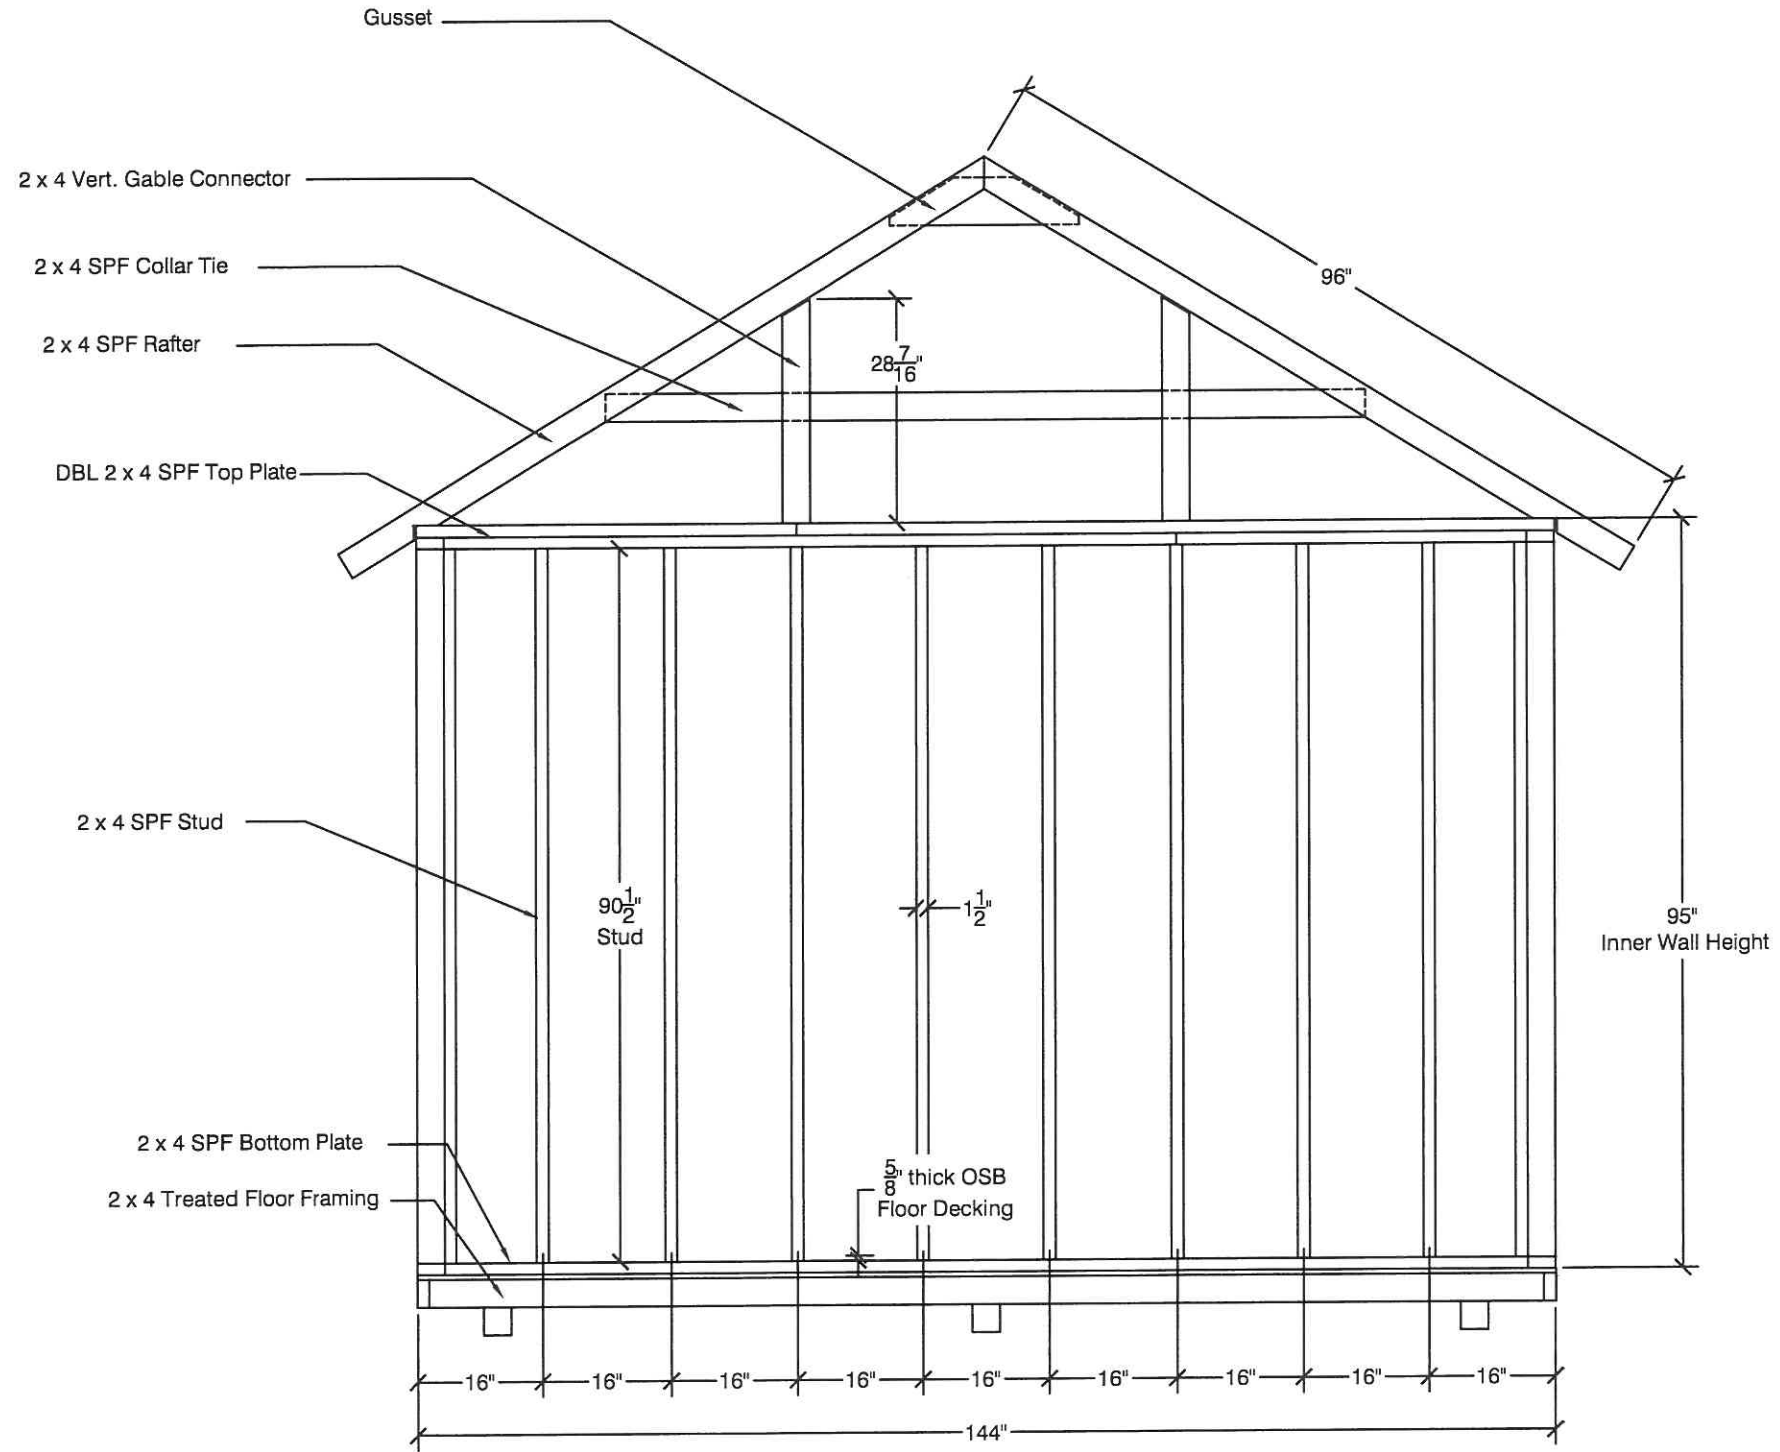 Gusset
2 x 4 Vert. Gable Connector
2 x 4 SPF Collar Tie
96"
2 x 4 SPF Rafter
28 7/16"
DBL 2 x 4 SPF Top Plate
2 x 4 SPF Stud
90 1/2"
Stud
1 1/2"
95"
Inner Wall Height
2 x 4 SPF Bottom Plate
5/8" thick OSB
Floor Decking
2 x 4 Treated Floor Framing
16" 16" 16" 16" 16" 16" 16" 16" 16"
144"